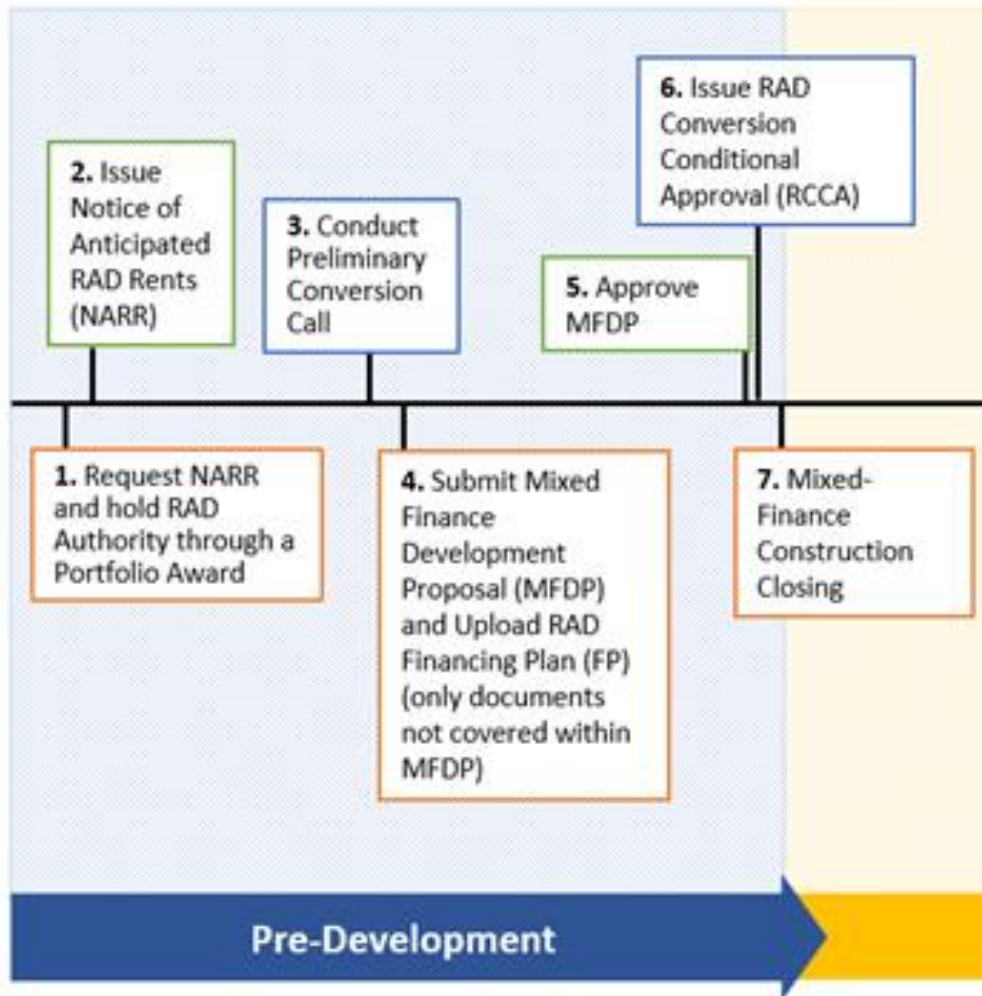 1. Request NARR
and hold RAD
Authority through a
Portfolio Award
2. Issue
Notice of
Anticipated
RAD Rents
(NARR)
3. Conduct
Preliminary
Conversion
Call
4. Submit Mixed
Finance
Development
Proposal (MFDP)
and Upload RAD
Financing Plan (FP)
(only documents
not covered within
MFDP)
5. Approve
MFDP
6. Issue RAD
Conversion
Conditional
Approval (RCCA)
7. Mixed-
Finance
Construction
Closing
Pre-Development